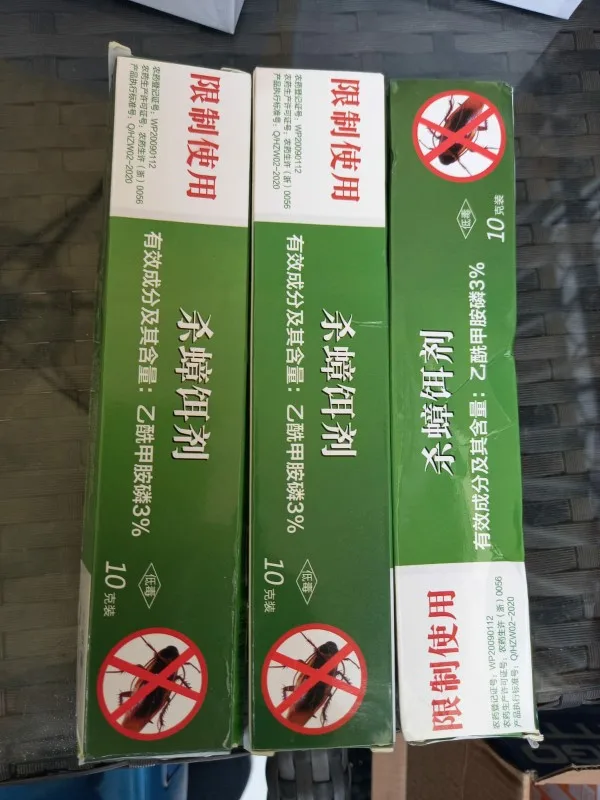 限制使用
农药登记证号：WP20090112
农药生产许可证号：农药生许（浙）0056
产品执行标准号：Q/HZW02-2020
杀蟑饵剂
有效成分及其含量：乙酰甲胺磷3%
低毒
10克装
限制使用
农药登记证号：WP20090112
农药生产许可证号：农药生许（浙）0056
产品执行标准号：Q/HZW02-2020
杀蟑饵剂
有效成分及其含量：乙酰甲胺磷3%
低毒
10克装
限制使用
农药登记证号：WP20090112
农药生产许可证号：农药生许（浙）0056
产品执行标准号：Q/HZW02-2020
杀蟑饵剂
有效成分及其含量：乙酰甲胺磷3%
低毒
10克装